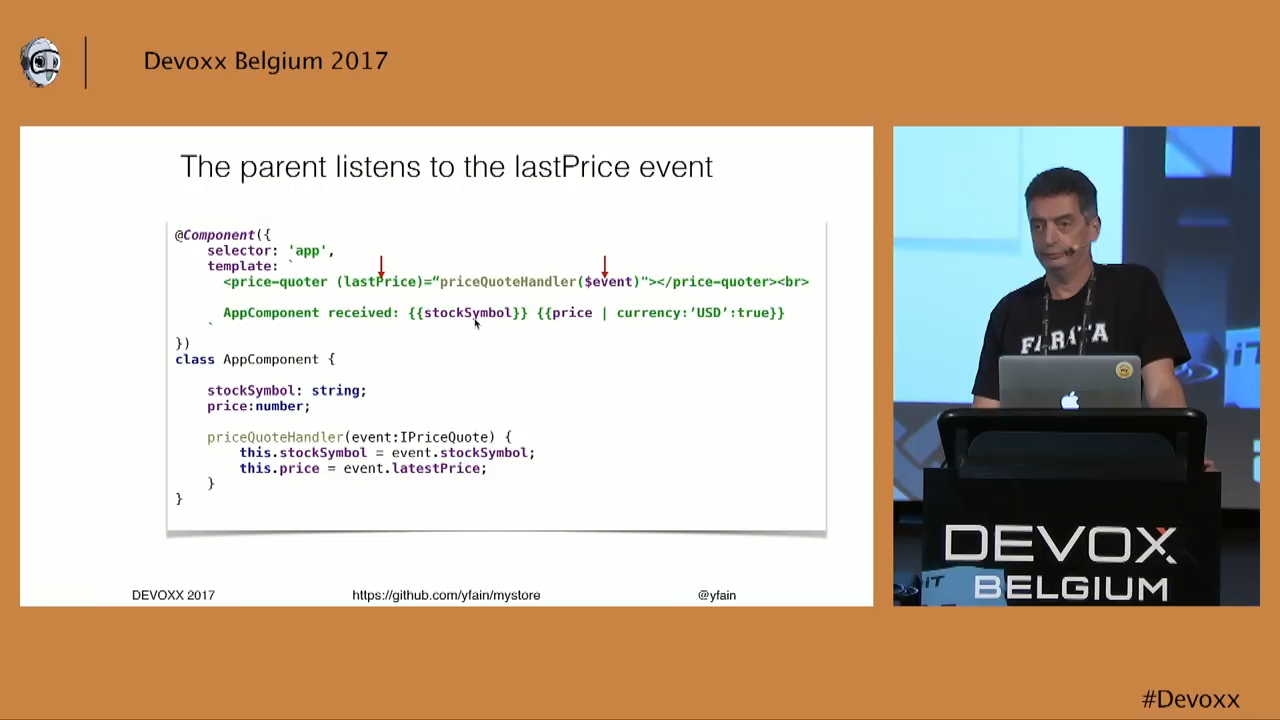 Devoxx Belgium 2017
The parent listens to the lastPrice event
@Component({
selector: 'app',
template: `
<price-quoter (lastPrice)=“priceQuoteHandler($event)"></price-quoter><br>
AppComponent received: {{stockSymbol}} {{price | currency:’USD’:true}}
`
})
class AppComponent {
stockSymbol: string;
price:number;
priceQuoteHandler(event:IPriceQuote) {
this.stockSymbol = event.stockSymbol;
this.price = event.latestPrice;
}
}
DEVOXX 2017
https://github.com/yfain/mystore
@yfain
DEVOX
BELGIUM
iT
#Devoxx